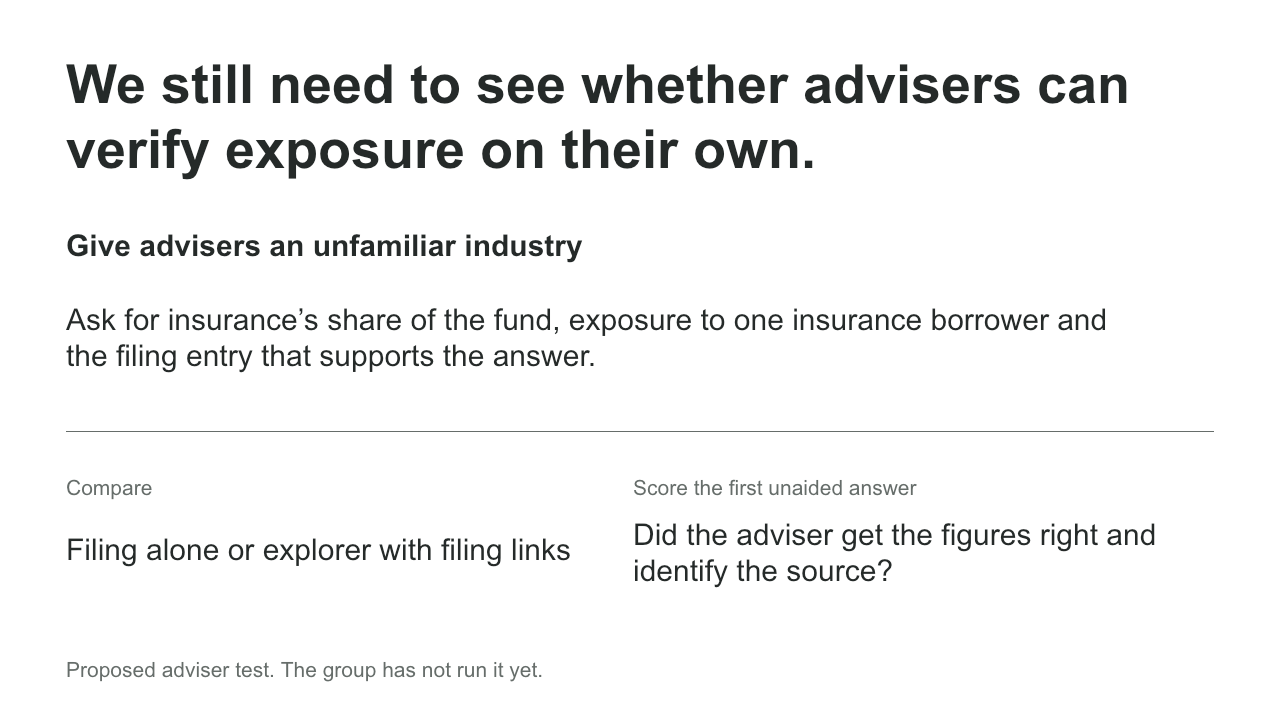 We still need to see whether advisers can
verify exposure on their own.
Give advisers an unfamiliar industry
Ask for insurance’s share of the fund, exposure to one insurance borrower and
the filing entry that supports the answer.
Compare
Filing alone or explorer with filing links
Score the first unaided answer
Did the adviser get the figures right and
identify the source?
Proposed adviser test. The group has not run it yet.